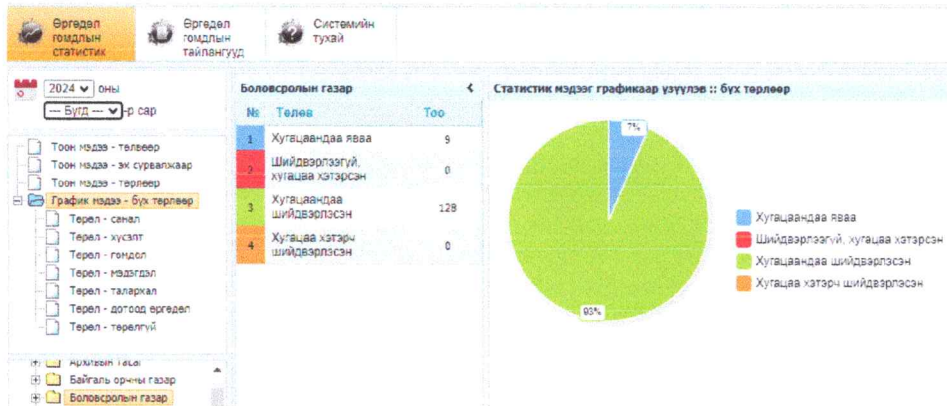 Өргөдөл
гомдлын
статистик
Өргөдөл
гомдлын
тайлангууд
Системийн
тухай
2024 оны
--- Бүгд --- -р сар
Тоон мэдээ - төлвөөр
Тоон мэдээ - эх сурвалжаар
Тоон мэдээ - төрлөөр
График мэдээ - бүх төрлөөр
Төрөл - санал
Төрөл - хүсэлт
Төрөл - гомдол
Төрөл - мэдэгдэл
Төрөл - талархал
Төрөл - дотоод өргөдөл
Төрөл - төрөлгүй
Архивын тасаг
Байгаль орчны газар
Боловсролын газар
Боловсролын газар
№ Төлөв Тоо
1 Хугацаандаа яваа 9
2 Шийдвэрлээгүй, хугацаа хэтэрсэн 0
3 Хугацаандаа шийдвэрлэсэн 128
4 Хугацаа хэтэрч шийдвэрлэсэн 0
Статистик мэдээг графикаар үзүүлэв :: бүх төрлөөр
7%
93%
Хугацаандаа яваа
Шийдвэрлээгүй, хугацаа хэтэрсэн
Хугацаандаа шийдвэрлэсэн
Хугацаа хэтэрч шийдвэрлэсэн